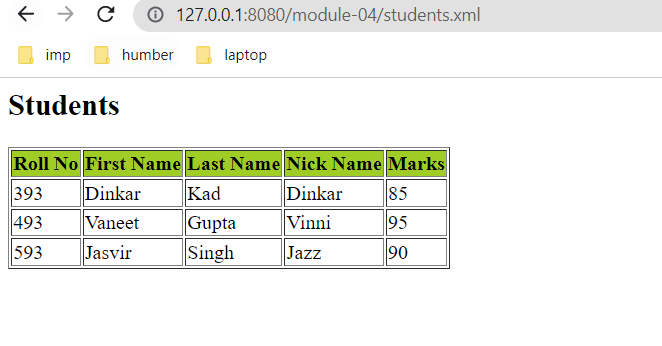 127.0.0.1:8080/module-04/students.xml
imp humber laptop
Students
Roll No First Name Last Name Nick Name Marks
393 Dinkar Kad Dinkar 85
493 Vaneet Gupta Vinni 95
593 Jasvir Singh Jazz 90